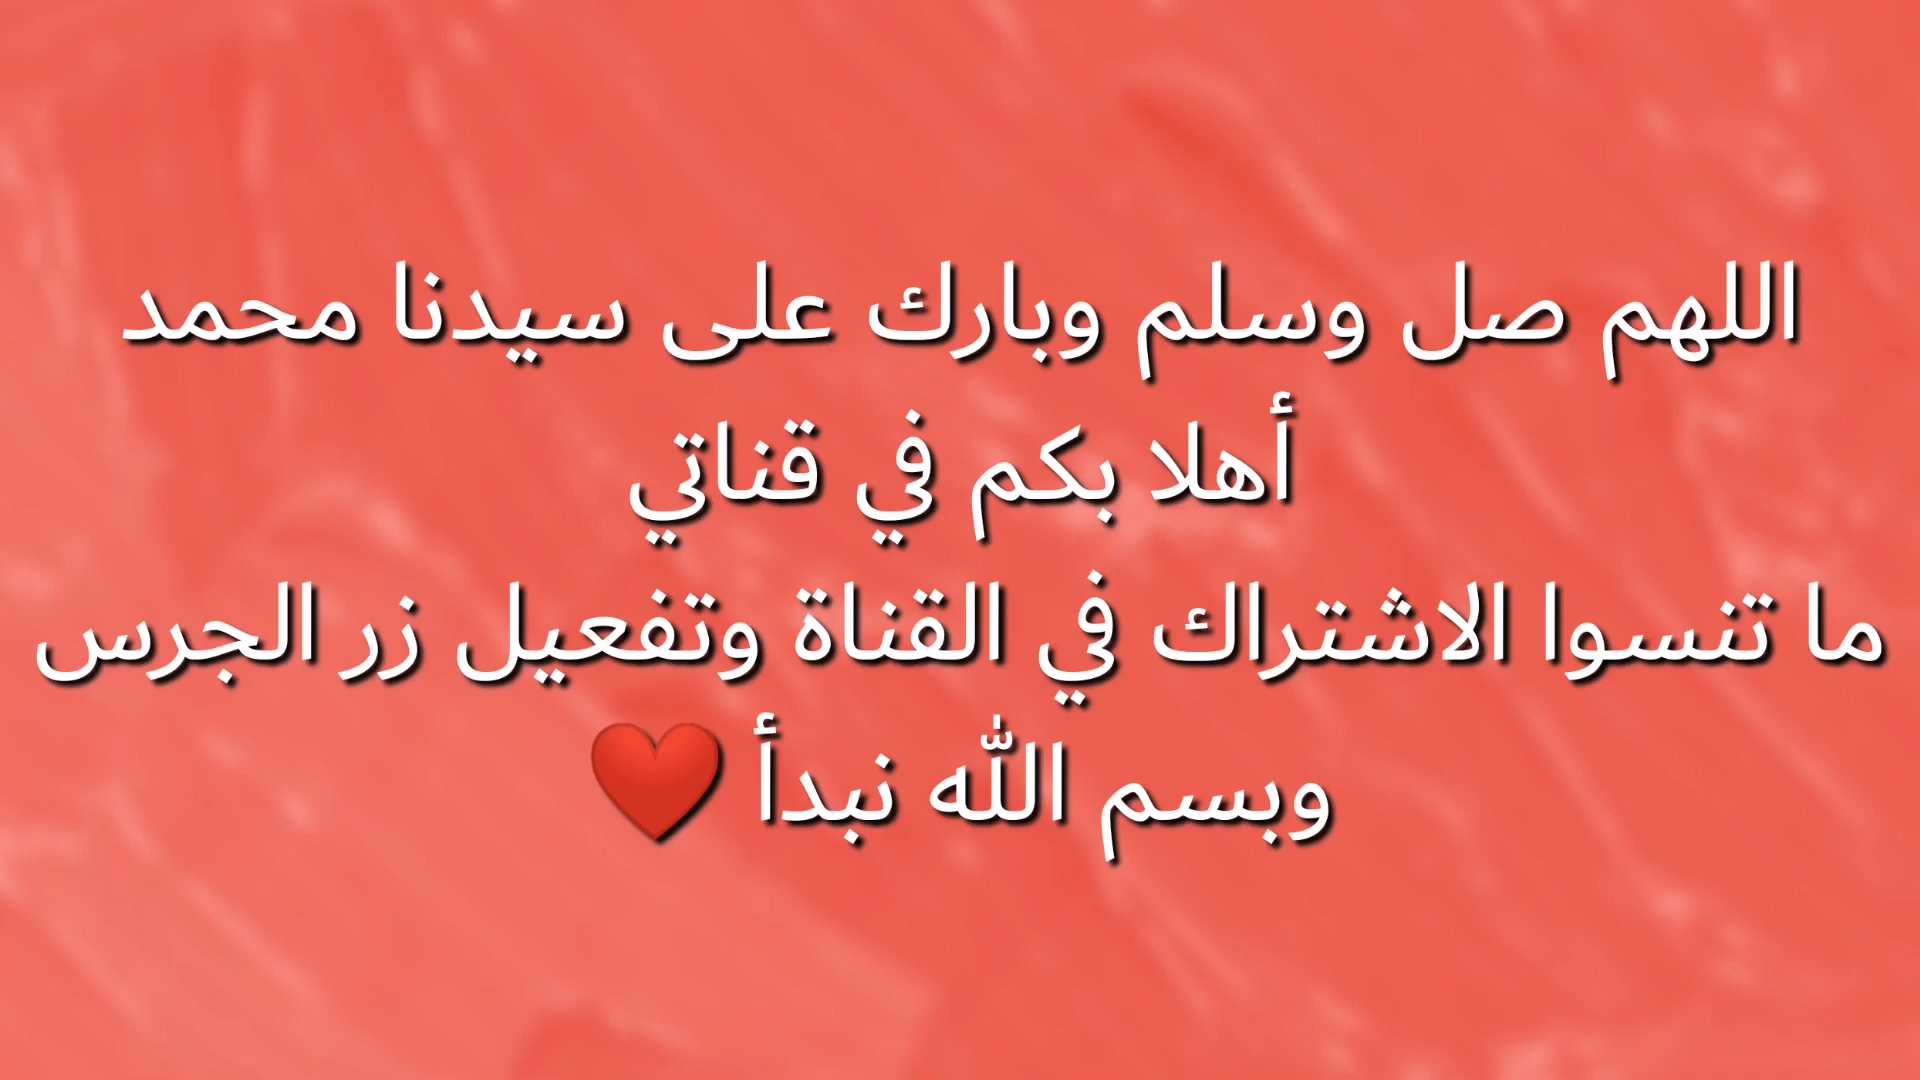 اللهم صل وسلم وبارك على سيدنا محمد
أهلا بكم في قناتي
ما تنسوا الاشتراك في القناة وتفعيل زر الجرس
وبسم الله نبدأ ❤️